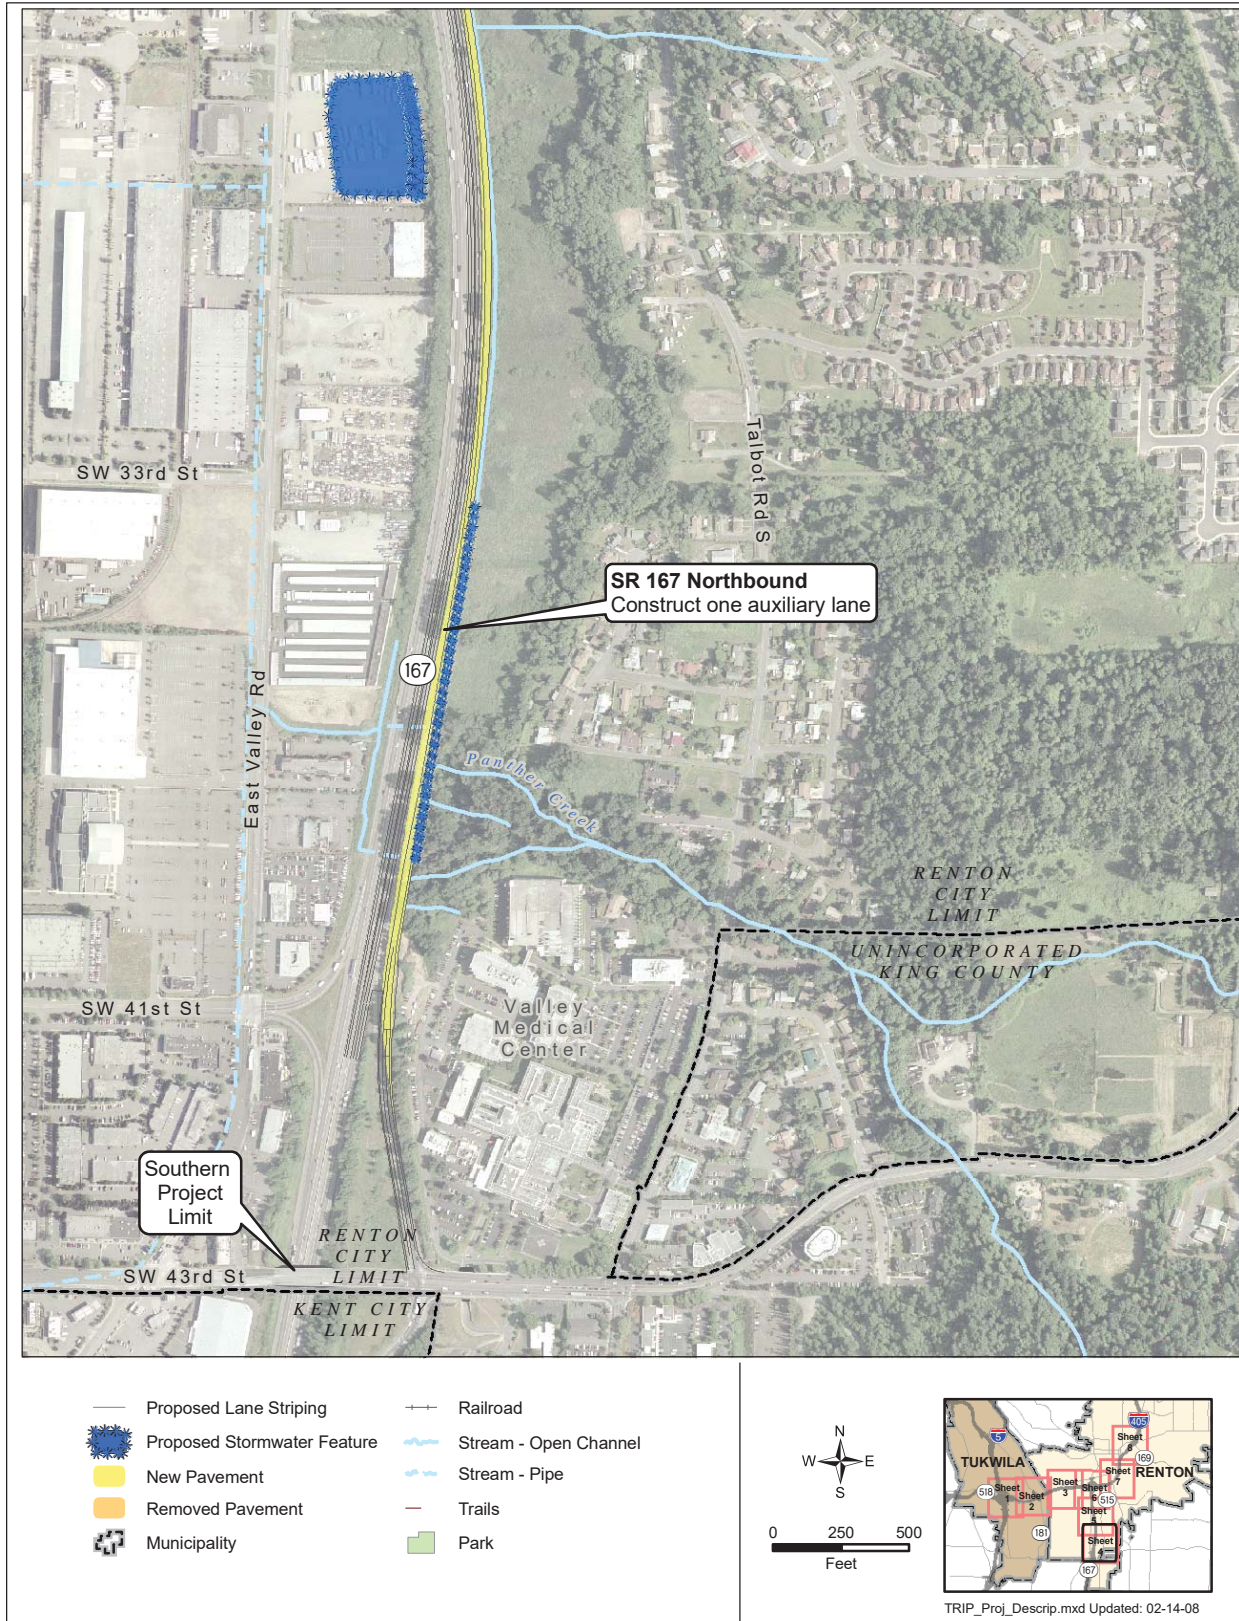 SW 33rd St
Talbot Rd S
SR 167 Northbound
Construct one auxiliary lane
167
East Valley Rd
Panther Creek
RENTON
CITY
LIMIT
UNINCORPORATED
KING COUNTY
SW 41st St
Valley
Medical
Center
Southern
Project
Limit
RENTON
CITY
LIMIT
SW 43rd St
KENT CITY
LIMIT
Proposed Lane Striping
Proposed Stormwater Feature
New Pavement
Removed Pavement
Municipality
Railroad
Stream - Open Channel
Stream - Pipe
Trails
Park
N
W E
S
0 250 500
Feet
405
5
Sheet
8
TUKWILA
169
Sheet
7
RENTON
518
Sheet
1
Sheet
2
Sheet
3
Sheet
6
515
Sheet
5
181
Sheet
4
167
TRIP_Proj_Descrip.mxd Updated: 02-14-08